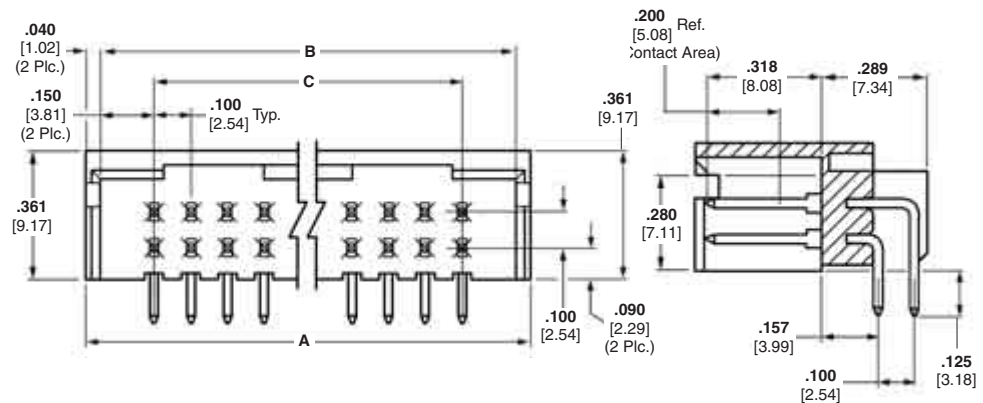 .040
[1.02]
(2 Plc.)
B
C
.150
[3.81]
(2 Plc.)
.100
[2.54] Typ.
.361
[9.17]
.361
[9.17]
A
.100
[2.54]
.090
[2.29]
(2 Plc.)
.200 Ref.
[5.08]
Contact Area)
.318
[8.08]
.289
[7.34]
.280
[7.11]
.157
[3.99]
.100
[2.54]
.125
[3.18]